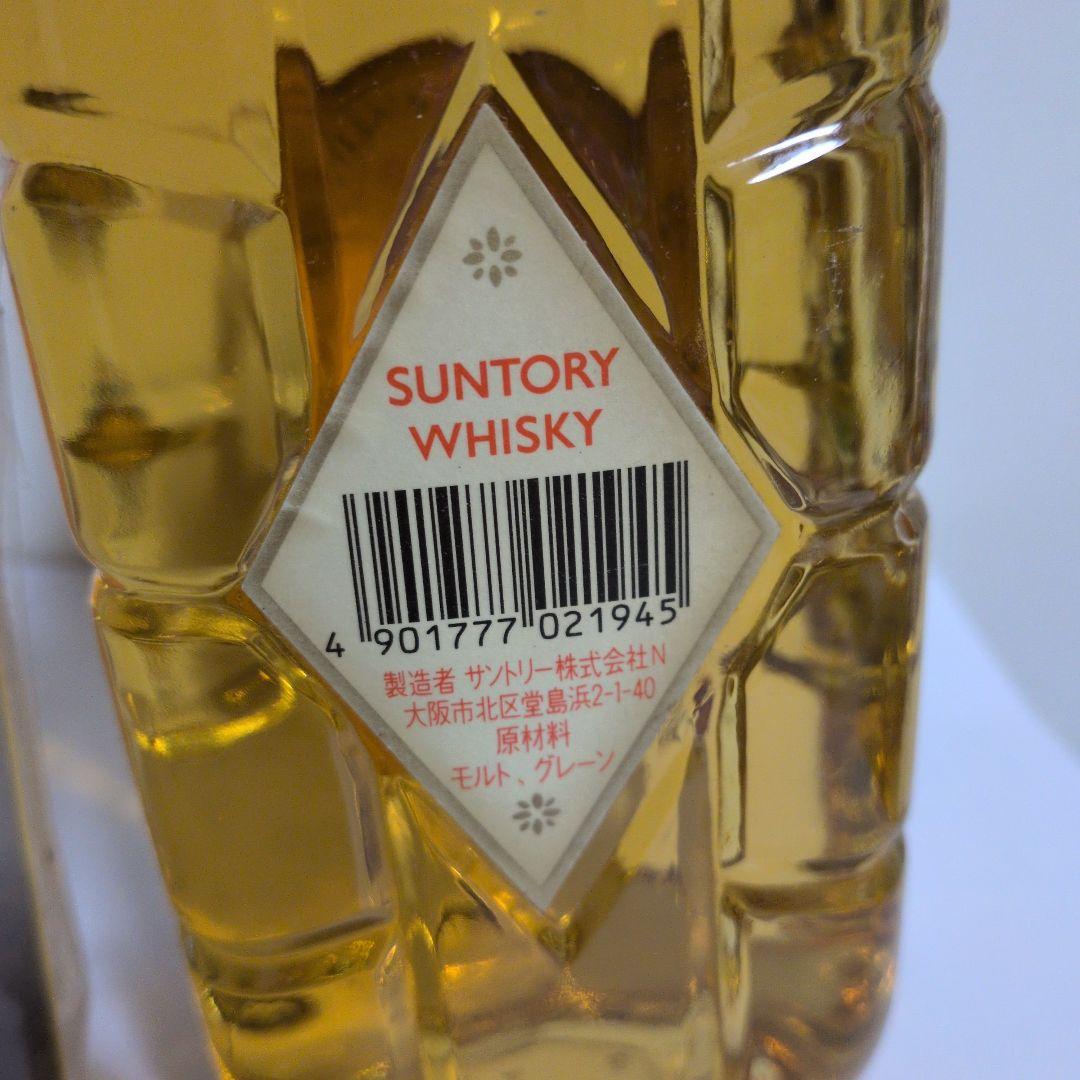 SUNTORY
WHISKY
4 901777 021945
製造者 サントリー株式会社N
大阪市北区堂島浜2-1-40
原材料
モルト、グレーン